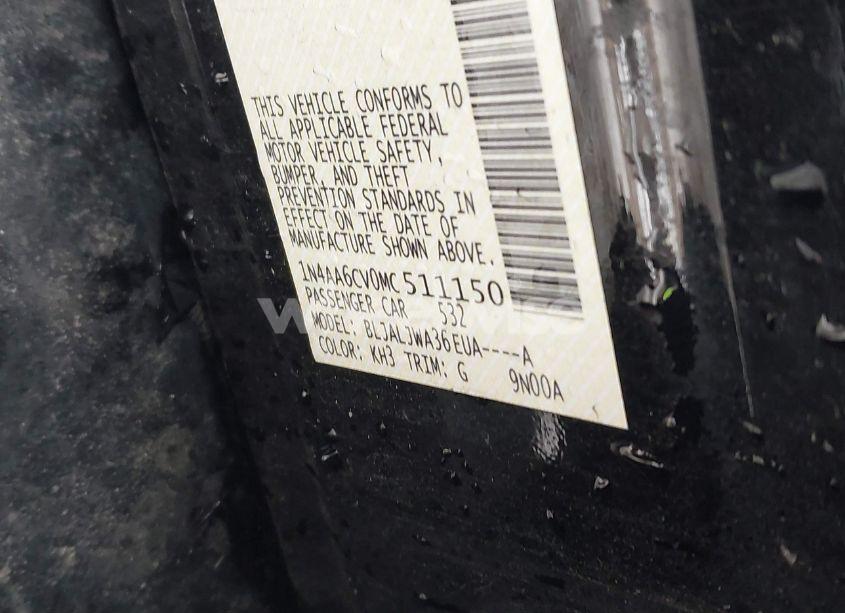 THIS VEHICLE CONFORMS TO
ALL APPLICABLE FEDERAL
MOTOR VEHICLE SAFETY,
BUMPER, AND THEFT
PREVENTION STANDARDS IN
EFFECT ON THE DATE OF
MANUFACTURE SHOWN ABOVE.
1N4AA6CV0MC511150
PASSENGER CAR 532
MODEL: BLJALJWA36EUA----A
COLOR: KH3 TRIM: G 9N00A